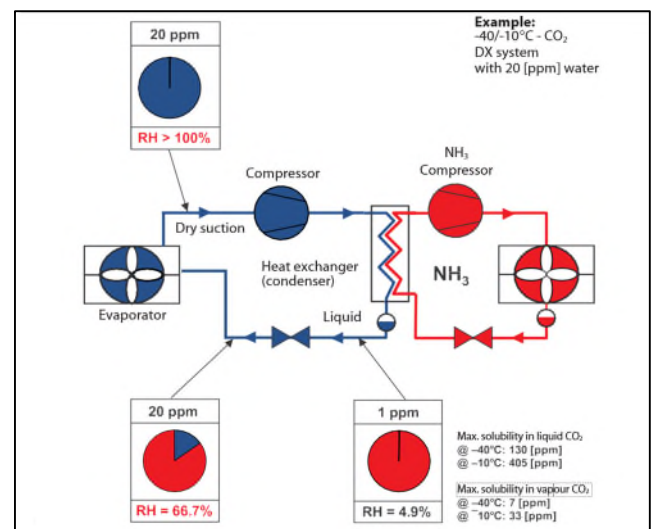 20 ppm
RH > 100%
Example:
-40/-10°C - CO₂
DX system
with 20 [ppm] water
Compressor
NH₃
Compressor
Dry suction
Heat exchanger
(condenser)
NH₃
Evaporator
Liquid
20 ppm
RH = 66.7%
1 ppm
RH = 4.9%
Max. solubility in liquid CO₂
@ –40°C: 130 [ppm]
@ –10°C: 405 [ppm]
Max. solubility in vapour CO₂
@ –40°C: 7 [ppm]
@ ‾10°C: 33 [ppm]